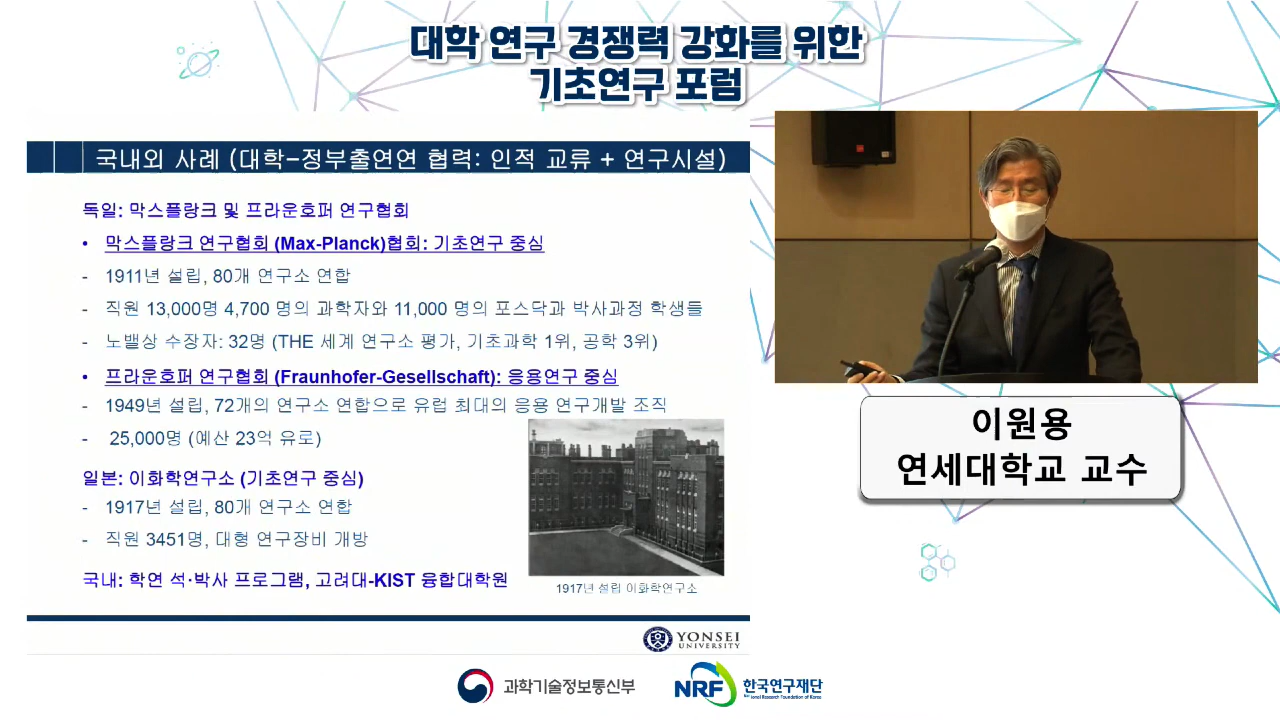 대학 연구 경쟁력 강화를 위한
기초연구 포럼
국내외 사례 (대학-정부출연연 협력: 인적 교류 + 연구시설)
독일: 막스플랑크 및 프라운호퍼 연구협회
• 막스플랑크 연구협회 (Max-Planck)협회: 기초연구 중심
- 1911년 설립, 80개 연구소 연합
- 직원 13,000명 4,700 명의 과학자와 11,000 명의 포스닥과 박사과정 학생들
- 노밸상 수장자: 32명 (THE 세계 연구소 평가, 기초과학 1위, 공학 3위)
• 프라운호퍼 연구협회 (Fraunhofer-Gesellschaft): 응용연구 중심
- 1949년 설립, 72개의 연구소 연합으로 유럽 최대의 응용 연구개발 조직
- 25,000명 (예산 23억 유로)
일본: 이화학연구소 (기초연구 중심)
- 1917년 설립, 80개 연구소 연합
- 직원 3451명, 대형 연구장비 개방
국내: 학연 석·박사 프로그램, 고려대-KIST 융합대학원
1917년 설립 이화학연구소
YONSEI
UNIVERSITY
이원용
연세대학교 교수
과학기술정보통신부
NRF 한국연구재단
National Research Foundation of Korea